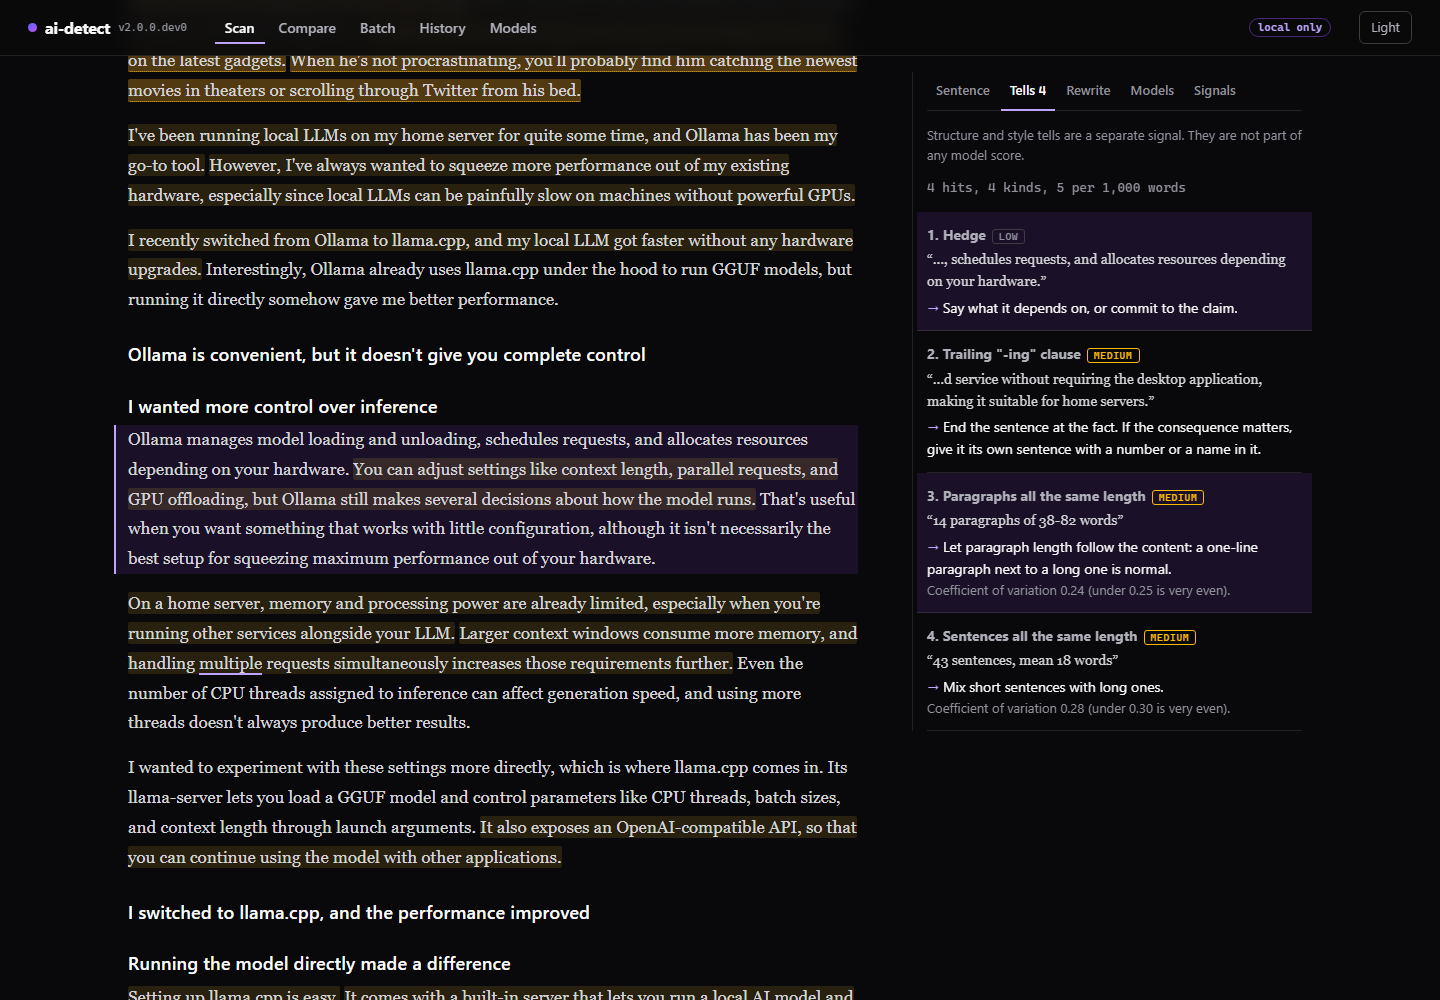 ai-detect v2.0.0.dev0 Scan Compare Batch History Models local only Light
on the latest gadgets. When he's not procrastinating, you'll probably find him catching the newest
movies in theaters or scrolling through Twitter from his bed.
I've been running local LLMs on my home server for quite some time, and Ollama has been my
go-to tool. However, I've always wanted to squeeze more performance out of my existing
hardware, especially since local LLMs can be painfully slow on machines without powerful GPUs.
I recently switched from Ollama to llama.cpp, and my local LLM got faster without any hardware
upgrades. Interestingly, Ollama already uses llama.cpp under the hood to run GGUF models, but
running it directly somehow gave me better performance.
Ollama is convenient, but it doesn't give you complete control
I wanted more control over inference
Ollama manages model loading and unloading, schedules requests, and allocates resources
depending on your hardware. You can adjust settings like context length, parallel requests, and
GPU offloading, but Ollama still makes several decisions about how the model runs. That's useful
when you want something that works with little configuration, although it isn't necessarily the
best setup for squeezing maximum performance out of your hardware.
On a home server, memory and processing power are already limited, especially when you're
running other services alongside your LLM. Larger context windows consume more memory, and
handling multiple requests simultaneously increases those requirements further. Even the
number of CPU threads assigned to inference can affect generation speed, and using more
threads doesn't always produce better results.
I wanted to experiment with these settings more directly, which is where llama.cpp comes in. Its
llama-server lets you load a GGUF model and control parameters like CPU threads, batch sizes,
and context length through launch arguments. It also exposes an OpenAI-compatible API, so that
you can continue using the model with other applications.
I switched to llama.cpp, and the performance improved
Running the model directly made a difference
Setting up llama.cpp is easy. It comes with a built-in server that lets you run a local AI model and
Sentence Tells 4 Rewrite Models Signals
Structure and style tells are a separate signal. They are not part of
any model score.
4 hits, 4 kinds, 5 per 1,000 words
1. Hedge LOW
“…, schedules requests, and allocates resources depending
on your hardware.”
→ Say what it depends on, or commit to the claim.
2. Trailing "-ing" clause MEDIUM
“…d service without requiring the desktop application,
making it suitable for home servers.”
→ End the sentence at the fact. If the consequence matters,
give it its own sentence with a number or a name in it.
3. Paragraphs all the same length MEDIUM
“14 paragraphs of 38-82 words”
→ Let paragraph length follow the content: a one-line
paragraph next to a long one is normal.
Coefficient of variation 0.24 (under 0.25 is very even).
4. Sentences all the same length MEDIUM
“43 sentences, mean 18 words”
→ Mix short sentences with long ones.
Coefficient of variation 0.28 (under 0.30 is very even).